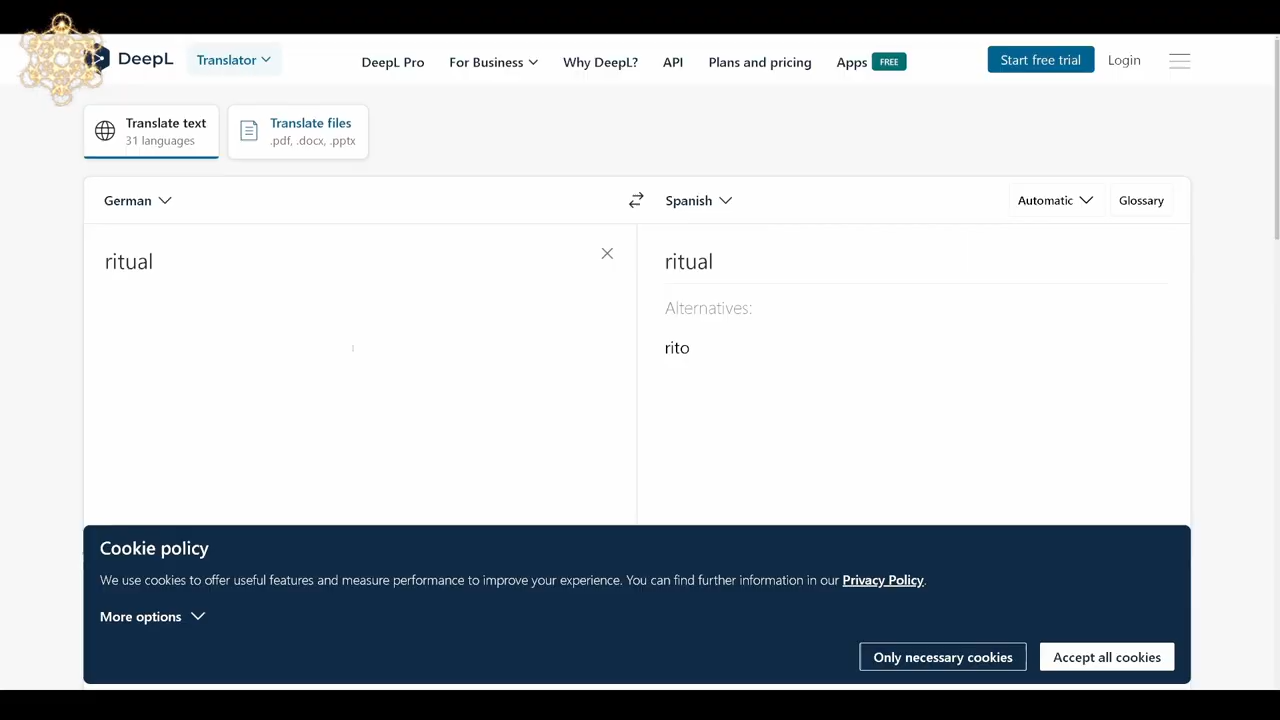 DeepL
Translator
DeepL Pro
For Business
Why DeepL?
API
Plans and pricing
Apps FREE
Start free trial
Login
Translate text
31 languages
Translate files
.pdf, .docx, .pptx
German
Spanish
Automatic
Glossary
ritual
ritual
Alternatives:
rito
Cookie policy
We use cookies to offer useful features and measure performance to improve your experience. You can find further information in our Privacy Policy.
More options
Only necessary cookies
Accept all cookies